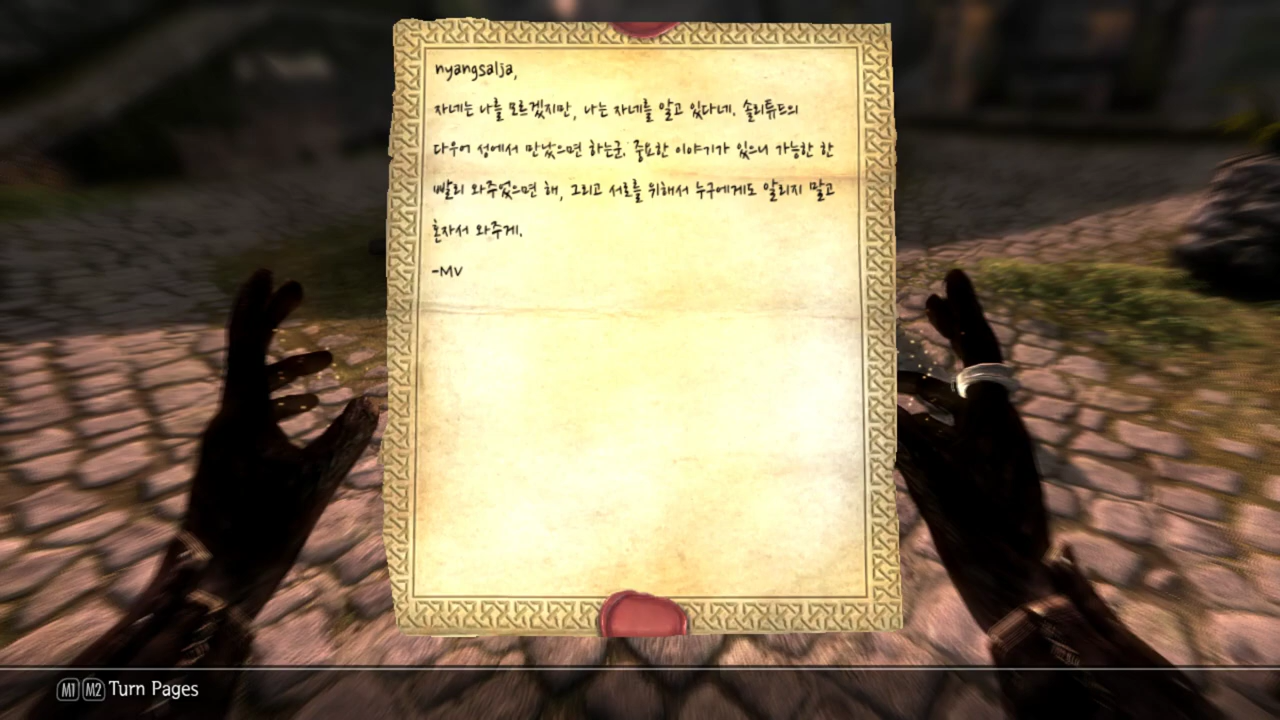 nyangsalja,
자네는 나를 모르겠지만, 나는 자네를 알고 있다네. 솔리튜드의
다우어 성에서 만났으면 하는군. 중요한 이야기가 있으니 가능한 한
빨리 와주었으면 해, 그리고 서로를 위해서 누구에게도 알리지 말고
혼자서 와주게.
-MV
M1 M2 Turn Pages